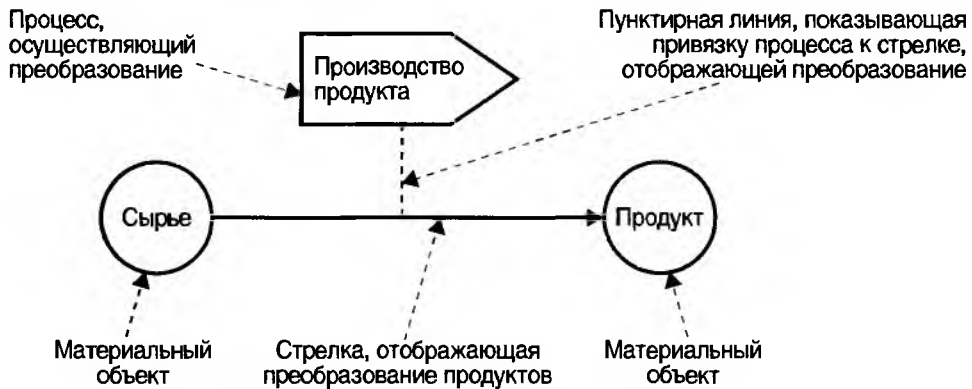 Процесс,
осуществляющий
преобразование
Производство
продукта
Пунктирная линия, показывающая
привязку процесса к стрелке,
отображающей преобразование
Сырье
Продукт
Материальный
объект
Стрелка, отображающая
преобразование продуктов
Материальный
объект